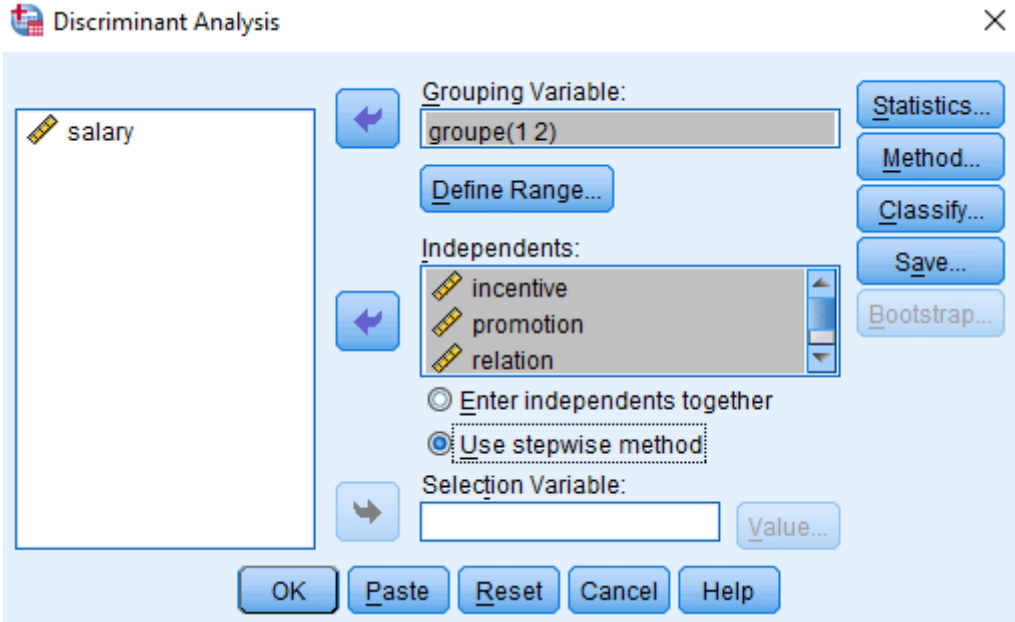 Discriminant Analysis
salary
Grouping Variable:
groupe(1 2)
Define Range...
Independents:
incentive
promotion
relation
Enter independents together
Use stepwise method
Selection Variable:
Value...
Statistics...
Method...
Classify...
Save...
Bootstrap...
OK Paste Reset Cancel Help